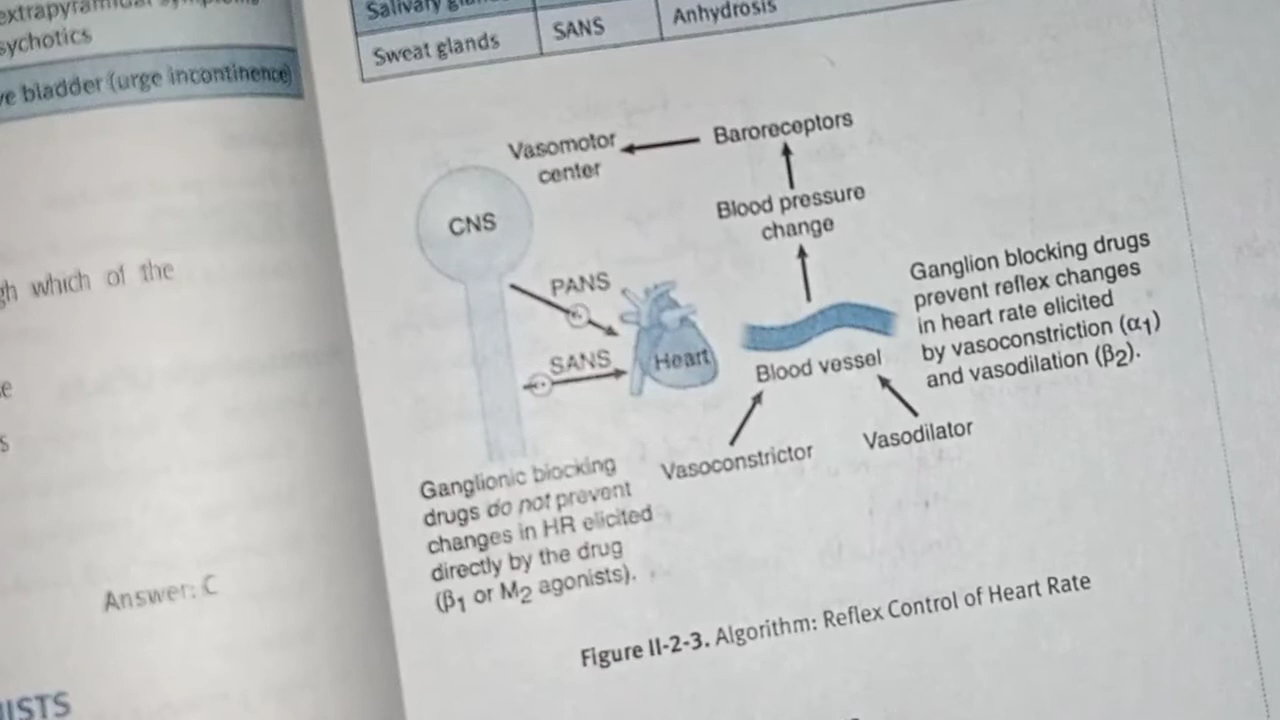 sychotics
bladder (urge incontinence)
which of the
Answer: C
Salivary
Sweat glands SANS Anhydrosis
Vasomotor
center
Baroreceptors
CNS
Blood pressure
change
PANS
SANS
Heart
Blood vessel
Ganglion blocking drugs
prevent reflex changes
in heart rate elicited
by vasoconstriction (α1)
and vasodilation (β2).
Vasoconstrictor
Vasodilator
Ganglionic blocking
drugs do not prevent
changes in HR elicited
directly by the drug
(β1 or M2 agonists).
Figure II-2-3. Algorithm: Reflex Control of Heart Rate